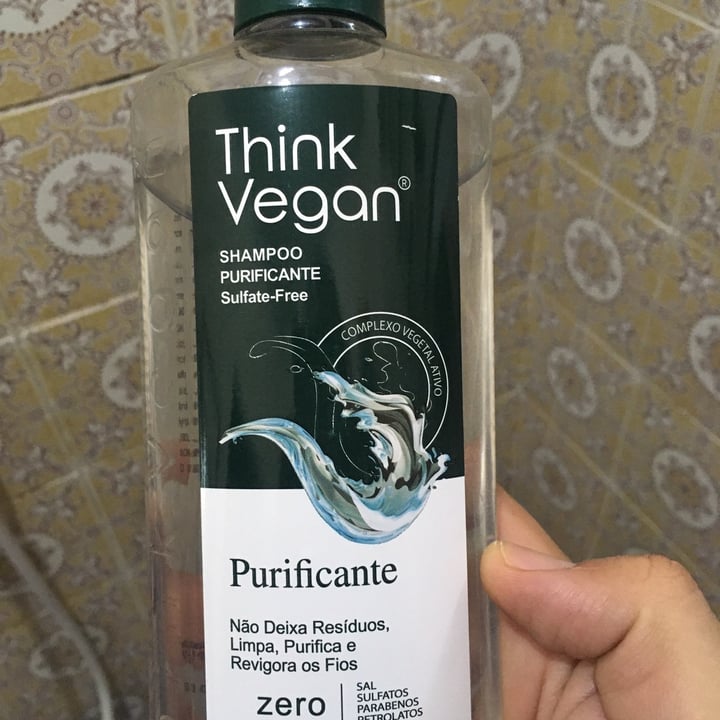 Think
Vegan®
SHAMPOO
PURIFICANTE
Sulfate-Free
COMPLEXO VEGETAL ATIVO
Purificante
Não Deixa Resíduos,
Limpa, Purifica e
Revigora os Fios
zero
SAL
SULFATOS
PARABENOS
PETROLATOS